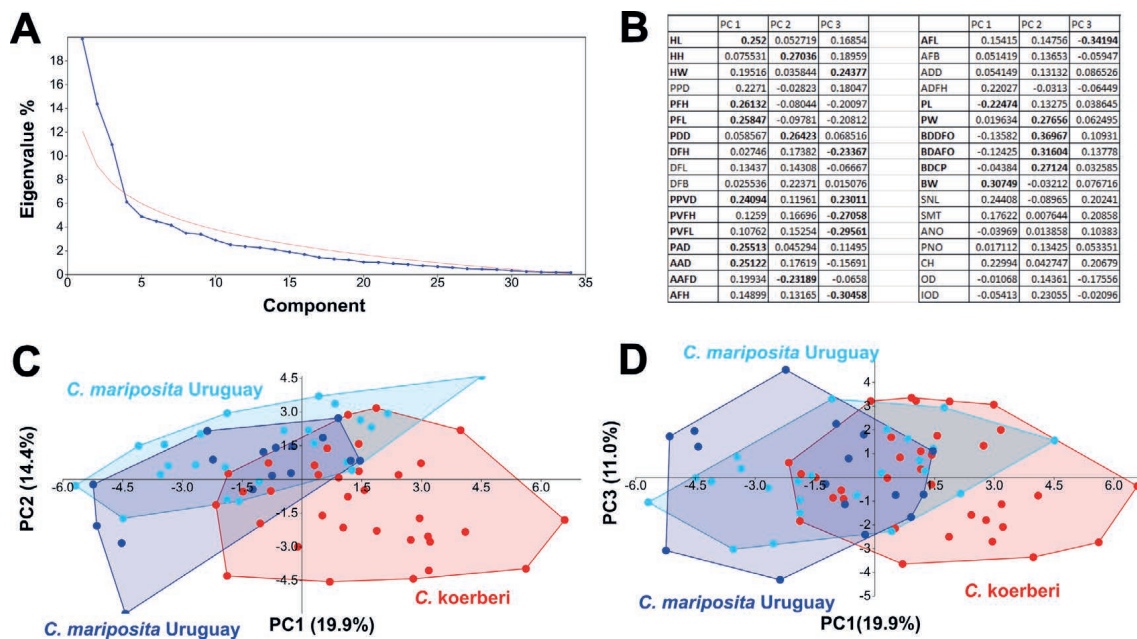 A
Eigenvalue %
18
16
14
12
10
8
6
4
2
0
0 5 10 15 20 25 30 35
Component
B
PC 1 PC 2 PC 3
HL 0.252 0.052719 0.16854
HH 0.075531 0.27036 0.18959
HW 0.19516 0.035844 0.24377
PPD 0.2271 -0.02823 0.18047
PFH 0.26132 -0.08044 -0.20097
PFL 0.25847 -0.09781 -0.20812
PDD 0.058567 0.26423 0.068516
DFH 0.02746 0.17382 -0.23367
DFL 0.13437 0.14308 -0.06667
DFB 0.025536 0.22371 0.015076
PPVD 0.24094 0.11961 0.23011
PVFH 0.1259 0.16696 -0.27058
PVFL 0.10762 0.15254 -0.29561
PAD 0.25513 0.045294 0.11495
AAD 0.25122 0.17619 -0.15691
AAFD 0.19934 -0.23189 -0.0658
AFH 0.14899 0.13165 -0.30458
PC 1 PC 2 PC 3
AFL 0.15415 0.14756 -0.34194
AFB 0.051419 0.13653 -0.05947
ADD 0.054149 0.13132 0.086526
ADFH 0.22027 -0.0313 -0.06449
PL -0.22474 0.13275 0.038645
PW 0.019634 0.27656 0.062495
BDDFO -0.13582 0.36967 0.10931
BDAFO -0.12425 0.31604 0.13778
BDCP -0.04384 0.27124 0.032585
BW 0.30749 -0.03212 0.076716
SNL 0.24408 -0.08965 0.20241
SMT 0.17622 0.007644 0.20858
ANO -0.03969 0.013858 0.10383
PNO 0.017112 0.13425 0.053351
CH 0.22994 0.042747 0.20679
OD -0.01068 0.14361 -0.17556
IOD -0.05413 0.23055 -0.02096
C
C. mariposita Uruguay
4.5
3.0
1.5
-6.0 -4.5 -3.0 -1.5 1.5 3.0 4.5 6.0
-1.5
-3.0
-4.5
PC2 (14.4%)
C. koerberi
C. mariposita Uruguay
PC1 (19.9%)
D
C. mariposita Uruguay
4
3
2
1
-6.0 -4.5 -3.0 -1.5 1.5 3.0 4.5 6.0
-1
-2
-3
-4
-5
PC3 (11.0%)
C. koerberi
C. mariposita Uruguay
PC1(19.9%)